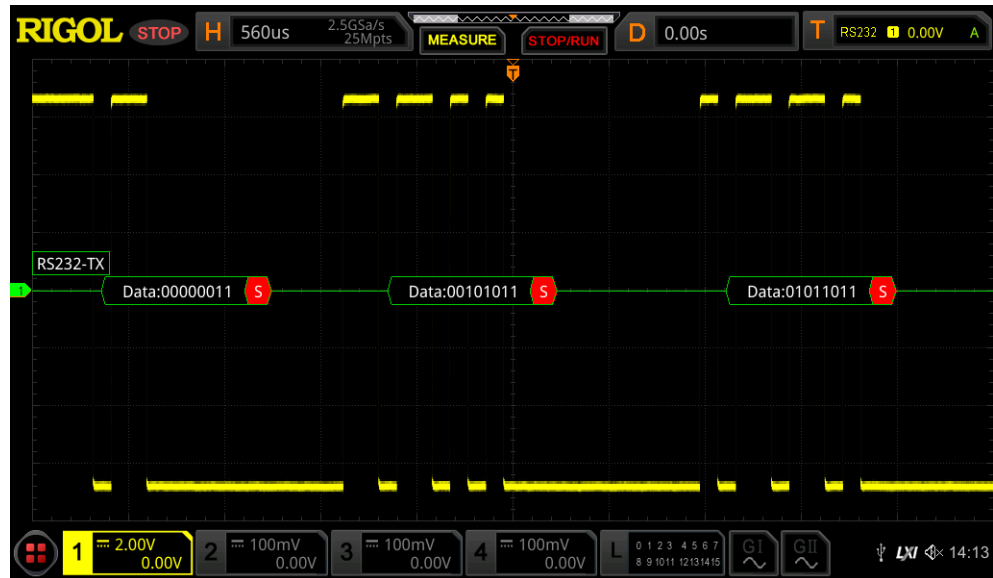 RIGOL STOP H 560us 2.5GSa/s 25Mpts MEASURE STOP/RUN D 0.00s T RS232 1 0.00V A
T
RS232-TX
1 Data:00000011 S Data:00101011 S Data:01011011 S
1 2.00V 0.00V 2 100mV 0.00V 3 100mV 0.00V 4 100mV 0.00V L 0 1 2 3 4 5 6 7 8 9 10 11 12 13 14 15 GI GII LXI 14:13